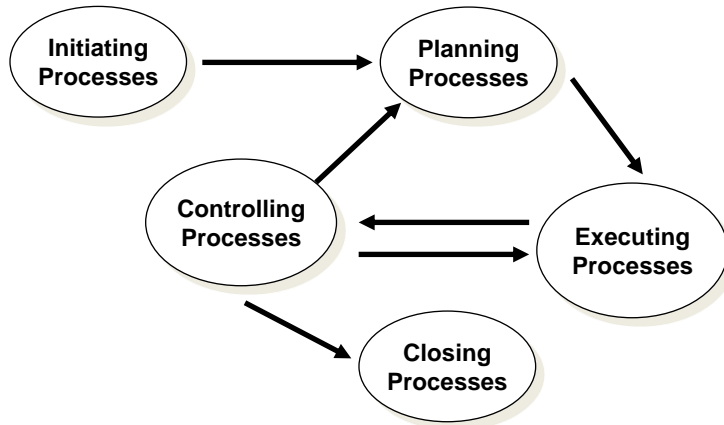 Initiating
Processes
Planning
Processes
Controlling
Processes
Executing
Processes
Closing
Processes